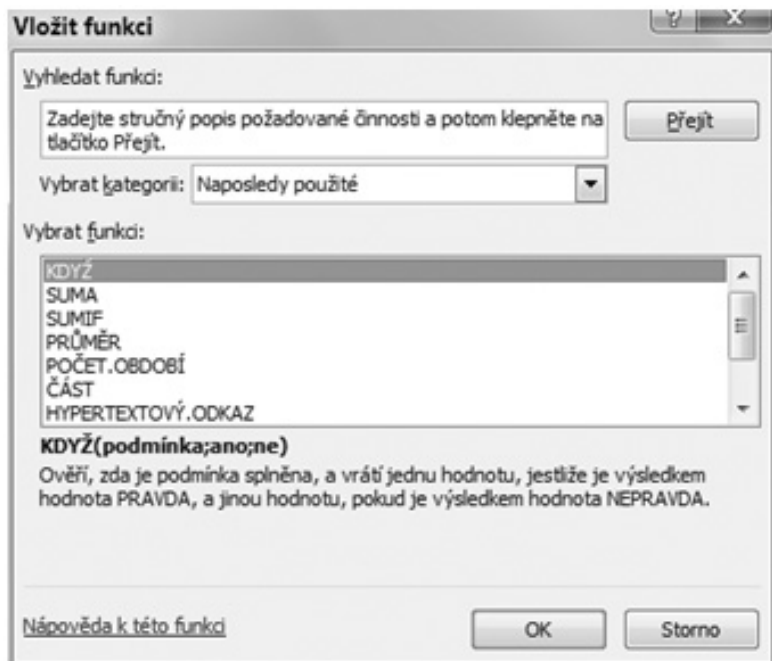 Vložit funkci
Vyhledat funkci:
Zadejte stručný popis požadované činnosti a potom klepněte na
tlačítko Přejít.
Přejít
Vybrat kategorii: Naposledy použité
Vybrat funkci:
KDYŽ
SUMA
SUMIF
PRŮMĚR
POČET.OBDOBÍ
ČÁST
HYPERTEXTOVÝ.ODKAZ
KDYŽ(podmínka;ano;ne)
Ověří, zda je podmínka splněna, a vrátí jednu hodnotu, jestliže je výsledkem
hodnota PRAVDA, a jinou hodnotu, pokud je výsledkem hodnota NEPRAVDA.
Nápověda k této funkci
OK
Storno